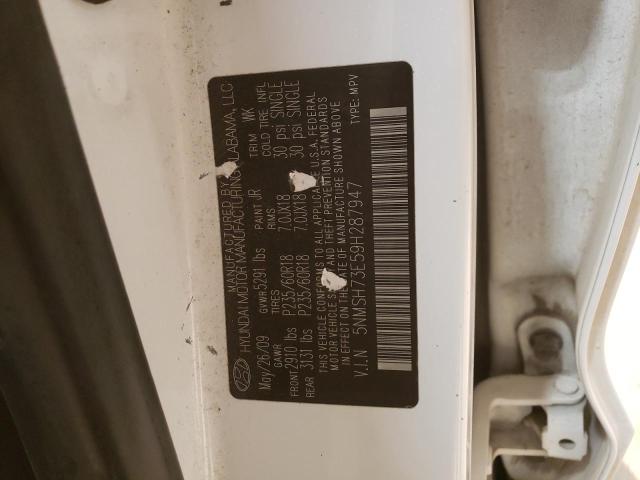 MANUFACTURED BY
HYUNDAI MOTOR MANUFACTURING ALABAMA, LLC
May/26/09 GVWR 5291 lbs PAINT JR TRIM WK
GAWR TIRES RIMS COLD TIRE INFL
FRONT 2910 lbs P235/60R18 7.0JX18 30 psi SINGLE
REAR 3131 lbs P235/60R18 7.0JX18 30 psi SINGLE
THIS VEHICLE CONFORMS TO ALL APPLICABLE U.S.A. FEDERAL
MOTOR VEHICLE SAFETY AND THEFT PREVENTION STANDARDS
IN EFFECT ON THE DATE OF MANUFACTURE SHOWN ABOVE
V.I.N 5NMSH73E59H287947 TYPE: MPV